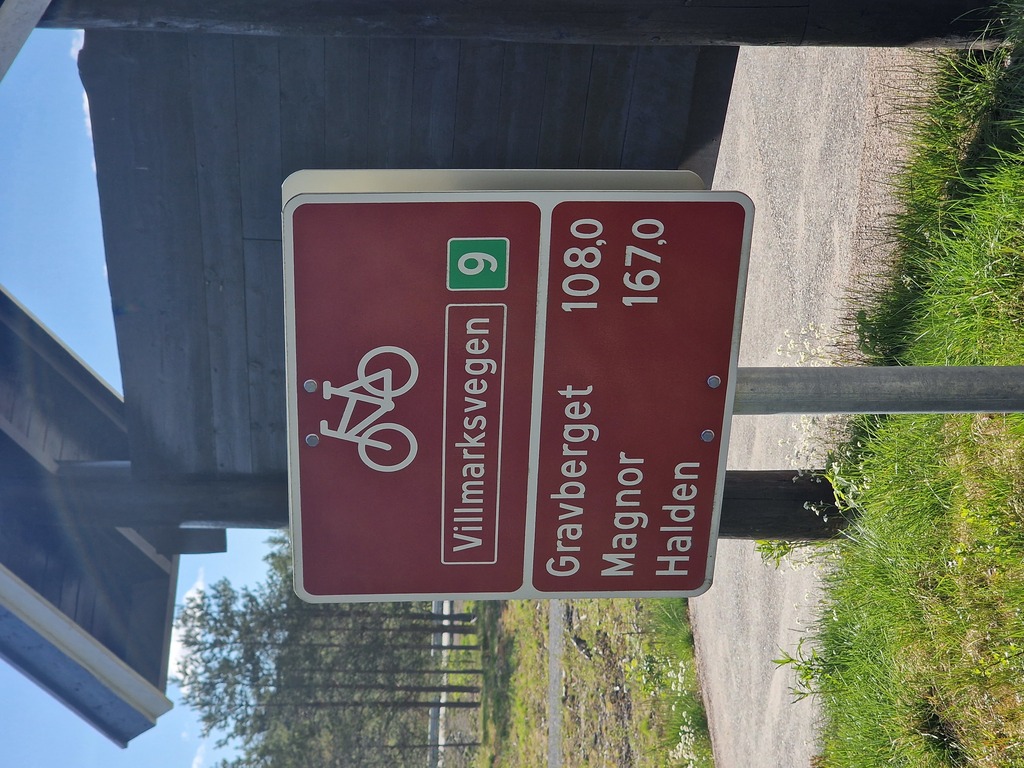 Villmarksvegen 9
Gravberget 108,0
Magnor 167,0
Halden